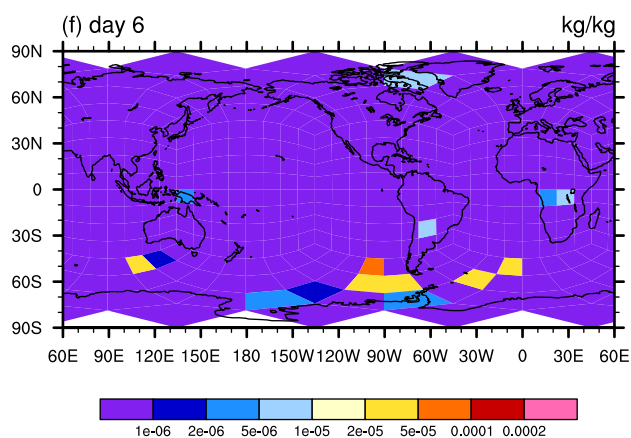 (f) day 6 kg/kg
90N
60N
30N
0
30S
60S
90S
60E 90E 120E 150E 180 150W 120W 90W 60W 30W 0 30E 60E
1e-06 2e-06 5e-06 1e-05 2e-05 5e-05 0.0001 0.0002